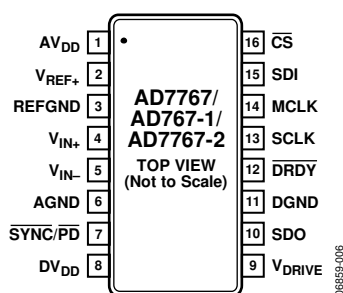 AVDD 1
VREF+ 2
REFGND 3
VIN+ 4
VIN– 5
AGND 6
SYNC/PD 7
DVDD 8
AD7767/
AD767-1/
AD7767-2
TOP VIEW
(Not to Scale)
16 CS
15 SDI
14 MCLK
13 SCLK
12 DRDY
11 DGND
10 SDO
9 VDRIVE
06859-006